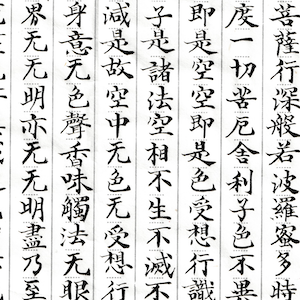 菩薩行深般若波羅蜜多時
度一切苦厄舍利子色不異
即是空空即是色受想行識
子是諸法空相不生不滅不
減是故空中无色无受想行
身意无色聲香味觸法无眼
界无明亦无无明盡乃至